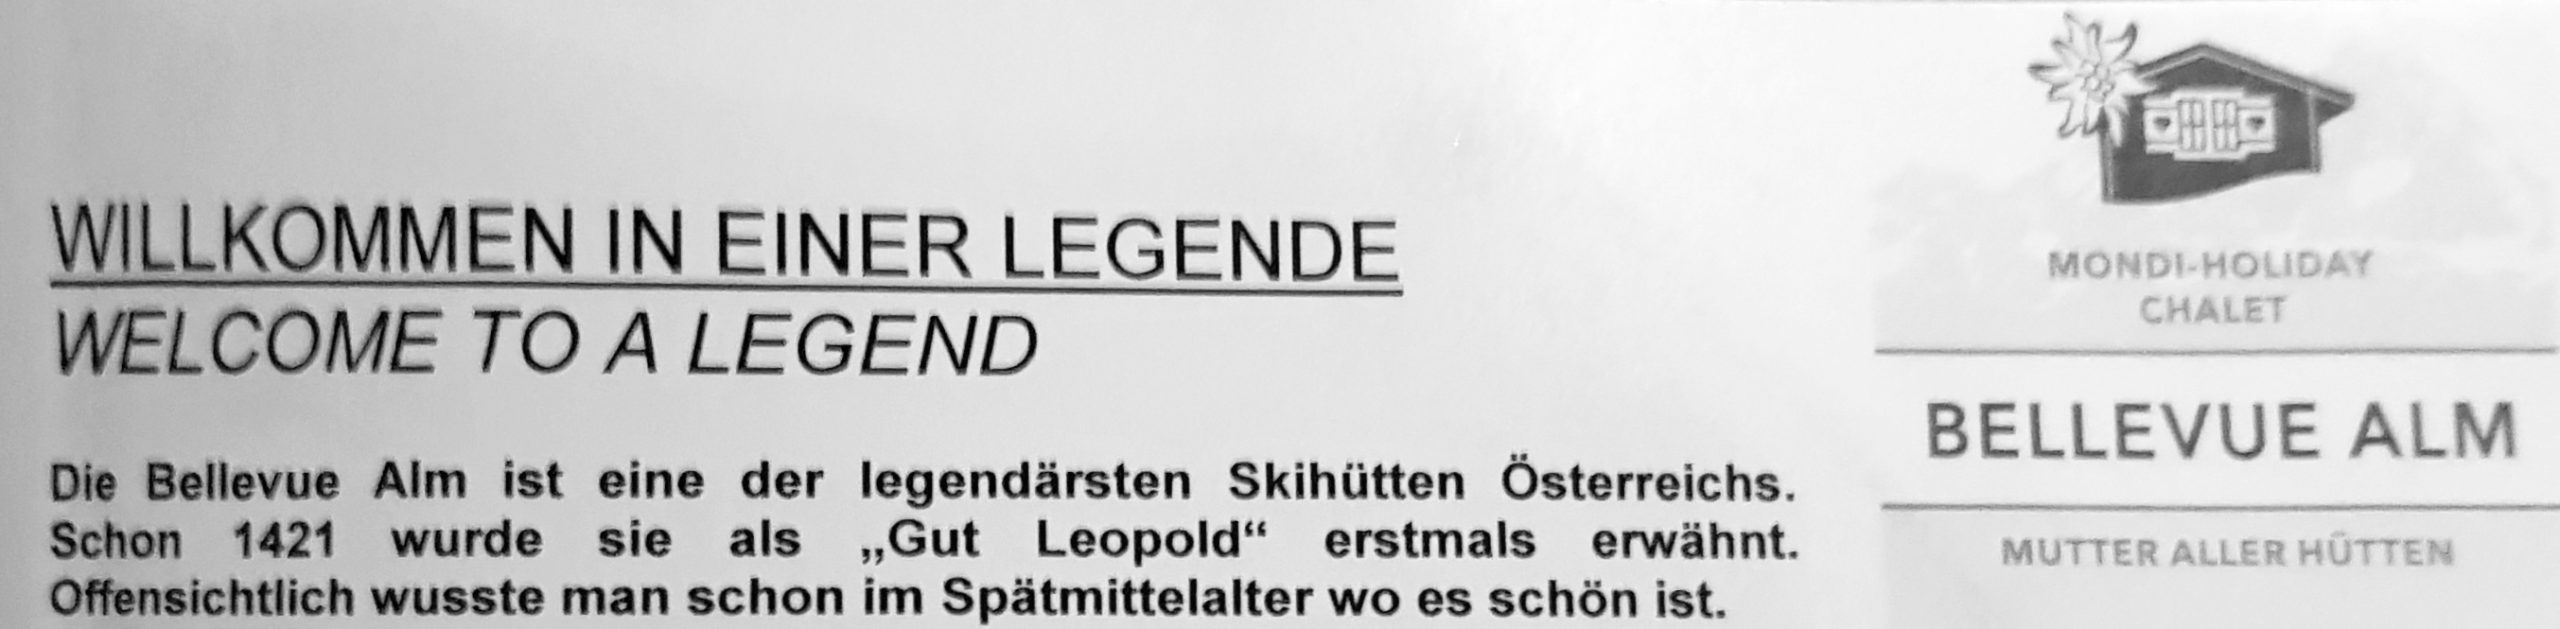 WILLKOMMEN IN EINER LEGENDE
WELCOME TO A LEGEND
Die Bellevue Alm ist eine der legendärsten Skihütten Österreichs.
Schon 1421 wurde sie als „Gut Leopold“ erstmals erwähnt.
Offensichtlich wusste man schon im Spätmittelalter wo es schön ist.
MONDI-HOLIDAY
CHALET
BELLEVUE ALM
MUTTER ALLER HÜTTEN